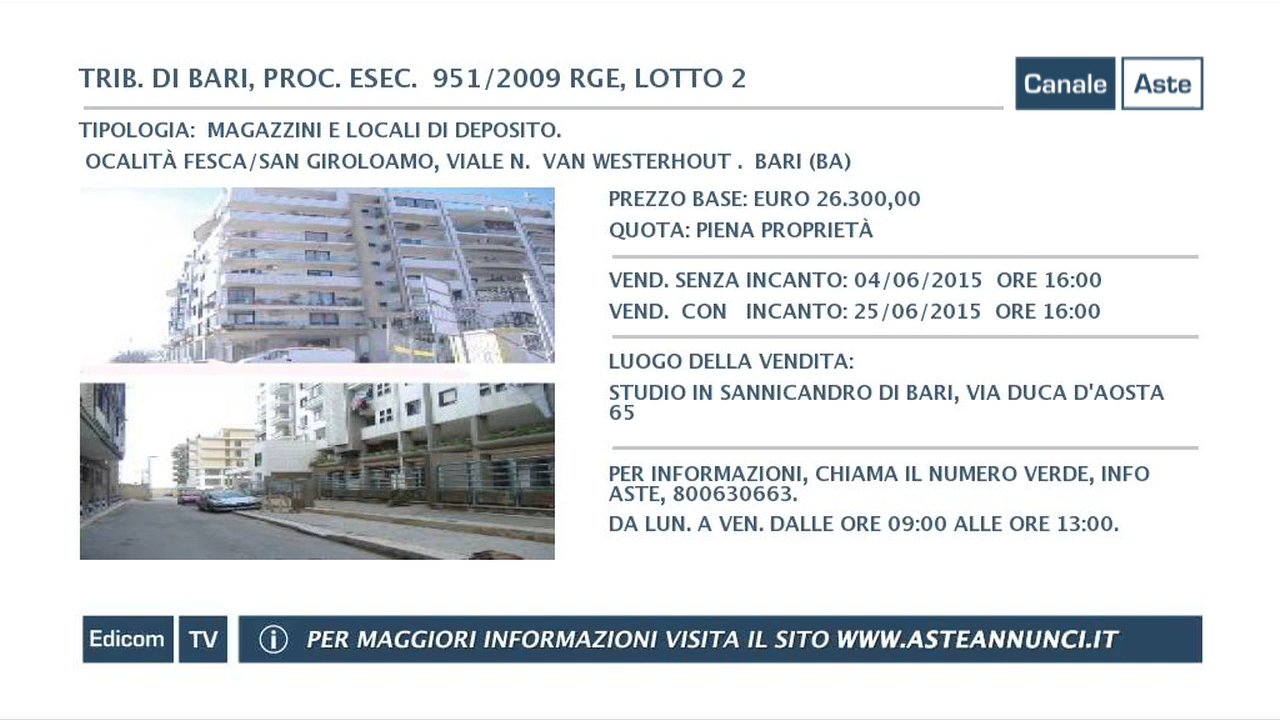 TRIB. DI BARI, PROC. ESEC.  951/2009 RGE, LOTTO 2
Canale Aste
TIPOLOGIA:  MAGAZZINI E LOCALI DI DEPOSITO.
OCALITÀ FESCA/SAN GIROLOAMO, VIALE N.  VAN WESTERHOUT .  BARI (BA)
PREZZO BASE: EURO 26.300,00
QUOTA: PIENA PROPRIETÀ
VEND. SENZA INCANTO: 04/06/2015  ORE 16:00
VEND.  CON   INCANTO: 25/06/2015  ORE 16:00
LUOGO DELLA VENDITA:
STUDIO IN SANNICANDRO DI BARI, VIA DUCA D'AOSTA
65
PER INFORMAZIONI, CHIAMA IL NUMERO VERDE, INFO
ASTE, 800630663.
DA LUN. A VEN. DALLE ORE 09:00 ALLE ORE 13:00.
Edicom TV
PER MAGGIORI INFORMAZIONI VISITA IL SITO WWW.ASTEANNUNCI.IT